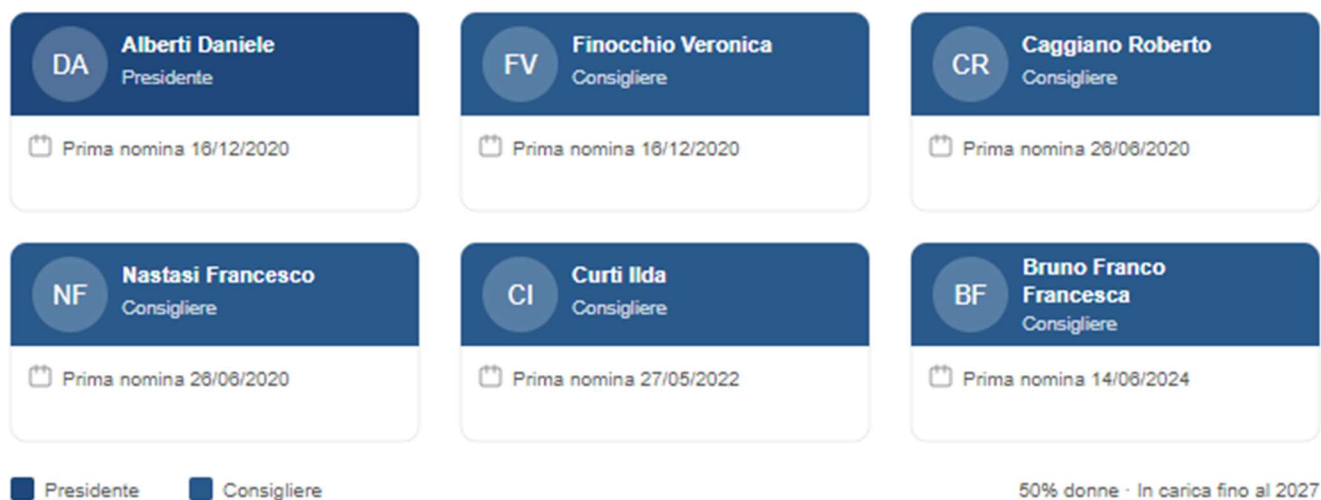 DA
Alberti Daniele
Presidente
Prima nomina 16/12/2020
FV
Finocchio Veronica
Consigliere
Prima nomina 16/12/2020
CR
Caggiano Roberto
Consigliere
Prima nomina 26/06/2020
NF
Nastasi Francesco
Consigliere
Prima nomina 26/06/2020
CI
Curti Ilda
Consigliere
Prima nomina 27/05/2022
BF
Bruno Franco
Francesca
Consigliere
Prima nomina 14/06/2024
Presidente
Consigliere
50% donne · In carica fino al 2027